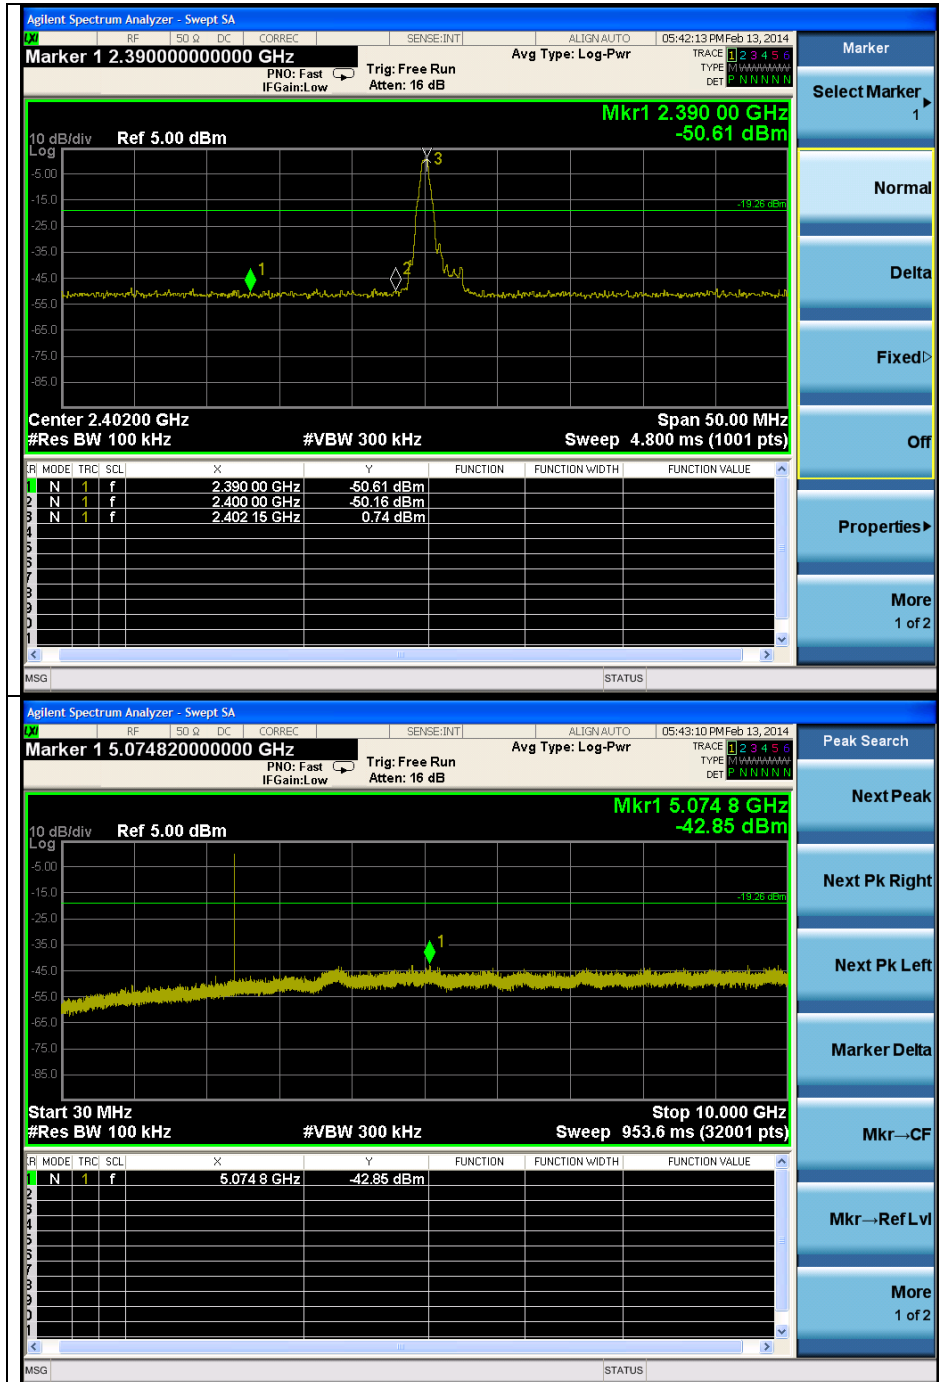 Agilent Spectrum Analyzer - Swept SA
LXI RF 50 Ω DC CORREC SENSE:INT ALIGN AUTO 05:42:13 PM Feb 13, 2014
Marker 1 2.390000000000 GHz
PNO: Fast
IFGain:Low
Trig: Free Run
Atten: 16 dB
Avg Type: Log-Pwr
TRACE 1 2 3 4 5 6
TYPE M
DET P N N N N N
Mkr1 2.390 00 GHz
-50.61 dBm
10 dB/div Ref 5.00 dBm
Log
-5.00
-15.0
-25.0
-35.0
-45.0
-55.0
-65.0
-75.0
-85.0
-19.26 dBm
1
2
3
Center 2.40200 GHz Span 50.00 MHz
#Res BW 100 kHz #VBW 300 kHz Sweep 4.800 ms (1001 pts)
MODE TRC SCL X Y FUNCTION FUNCTION WIDTH FUNCTION VALUE
1 N 1 f 2.390 00 GHz -50.61 dBm
2 N 1 f 2.400 00 GHz -50.16 dBm
3 N 1 f 2.402 15 GHz 0.74 dBm
4
5
6
7
8
9
MSG STATUS
Marker
Select Marker
1
Normal
Delta
Fixed
Off
Properties
More
1 of 2
Agilent Spectrum Analyzer - Swept SA
LXI RF 50 Ω DC CORREC SENSE:INT ALIGN AUTO 05:43:10 PM Feb 13, 2014
Marker 1 5.074820000000 GHz
PNO: Fast
IFGain:Low
Trig: Free Run
Atten: 16 dB
Avg Type: Log-Pwr
TRACE 1 2 3 4 5 6
TYPE M
DET P N N N N N
Mkr1 5.074 8 GHz
-42.85 dBm
10 dB/div Ref 5.00 dBm
Log
-5.00
-15.0
-25.0
-35.0
-45.0
-55.0
-65.0
-75.0
-85.0
-19.26 dBm
1
Start 30 MHz Stop 10.000 GHz
#Res BW 100 kHz #VBW 300 kHz Sweep 953.6 ms (32001 pts)
MODE TRC SCL X Y FUNCTION FUNCTION WIDTH FUNCTION VALUE
1 N 1 f 5.074 8 GHz -42.85 dBm
2
3
4
5
6
7
8
9
MSG STATUS
Peak Search
Next Peak
Next Pk Right
Next Pk Left
Marker Delta
Mkr→CF
Mkr→Ref Lvl
More
1 of 2